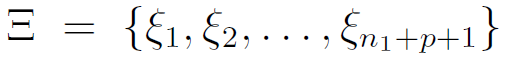 Ξ = {ξ₁, ξ₂, . . . , ξₙ₁₊ₚ₊₁}